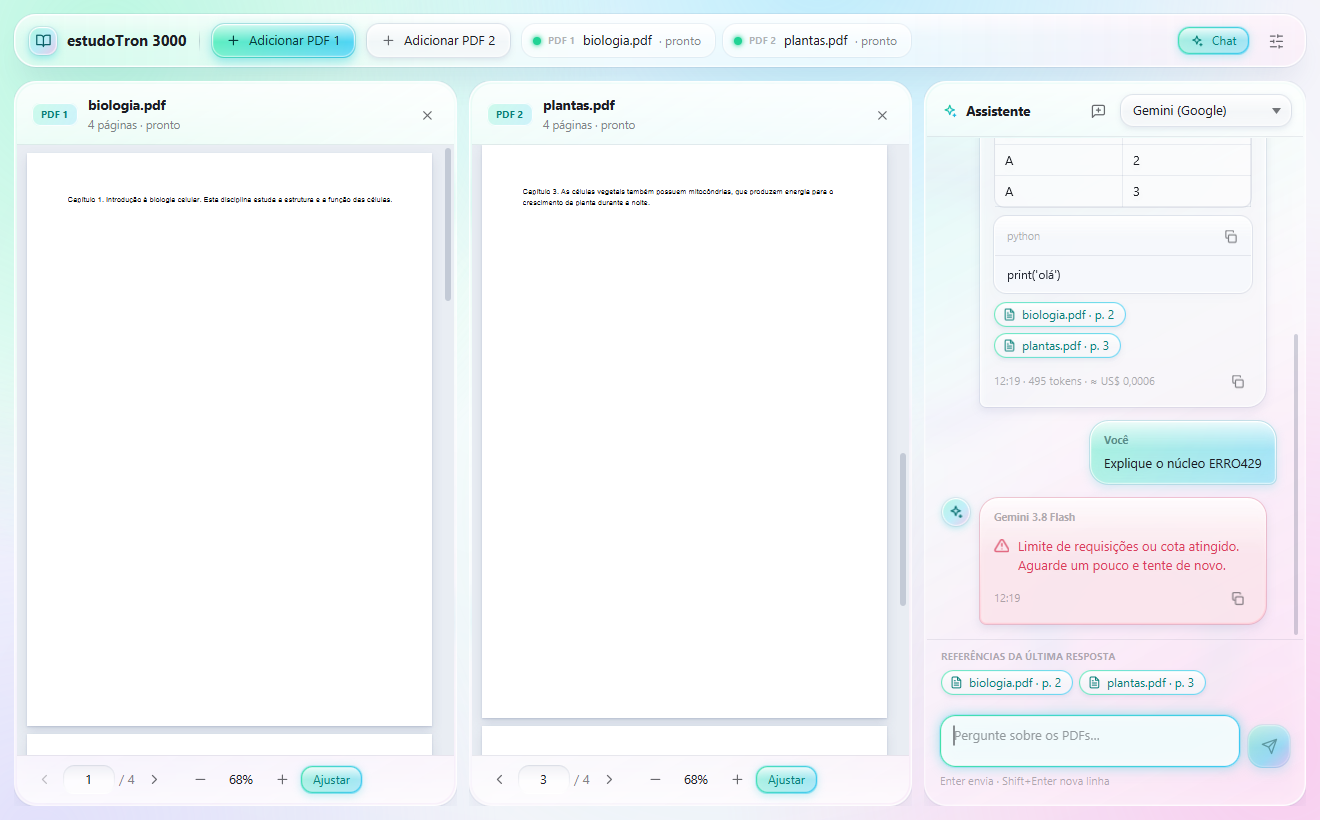 estudoTron 3000
Adicionar PDF 1
Adicionar PDF 2
PDF 1 biologia.pdf · pronto
PDF 2 plantas.pdf · pronto
Chat
PDF 1
biologia.pdf
4 páginas · pronto
Capítulo 1. Introdução à biologia celular. Esta disciplina estuda a estrutura e a função das células.
1 / 4
68%
Ajustar
PDF 2
plantas.pdf
4 páginas · pronto
Capítulo 3. As células vegetais também possuem mitocôndrias, que produzem energia para o
crescimento da planta durante a noite.
3 / 4
68%
Ajustar
Assistente
Gemini (Google)
A 2
A 3
python
print('olá')
biologia.pdf · p. 2
plantas.pdf · p. 3
12:19 · 495 tokens · ≈ US$ 0,0006
Você
Explique o núcleo ERRO429
Gemini 3.8 Flash
Limite de requisições ou cota atingido.
Aguarde um pouco e tente de novo.
12:19
REFERÊNCIAS DA ÚLTIMA RESPOSTA
biologia.pdf · p. 2
plantas.pdf · p. 3
Pergunte sobre os PDFs...
Enter envia · Shift+Enter nova linha